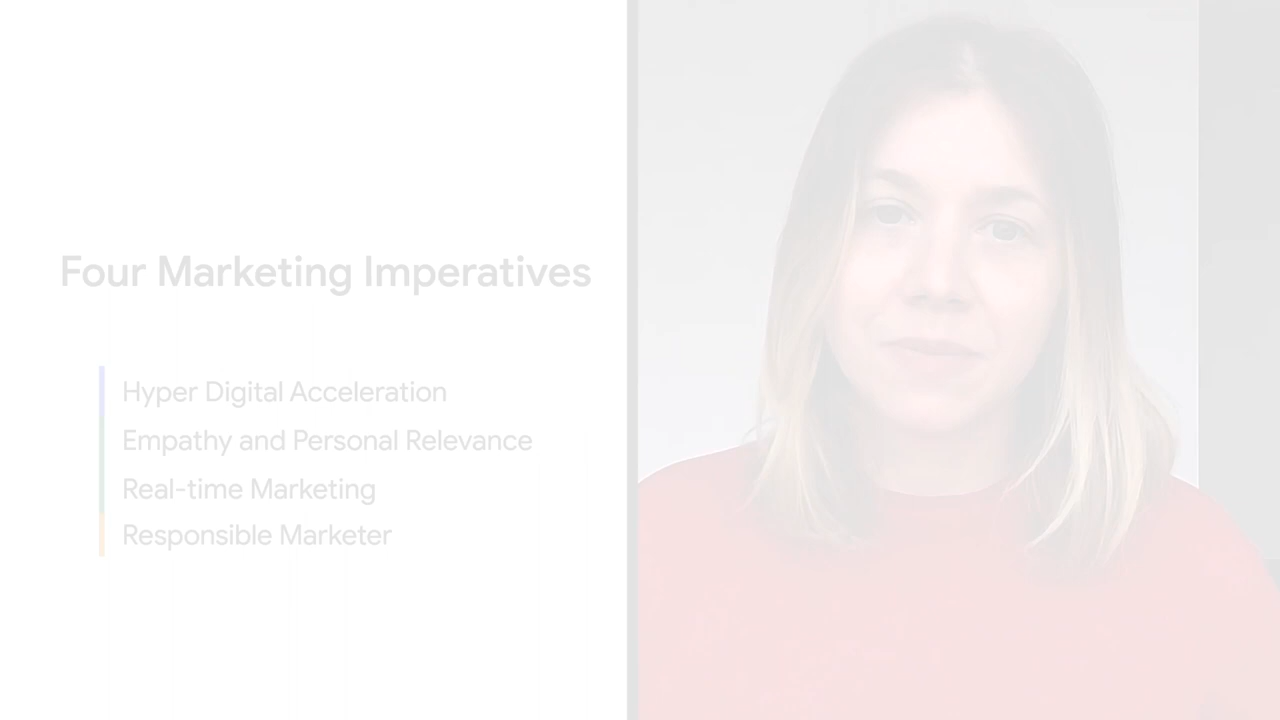 Four Marketing Imperatives
Hyper Digital Acceleration
Empathy and Personal Relevance
Real-time Marketing
Responsible Marketer